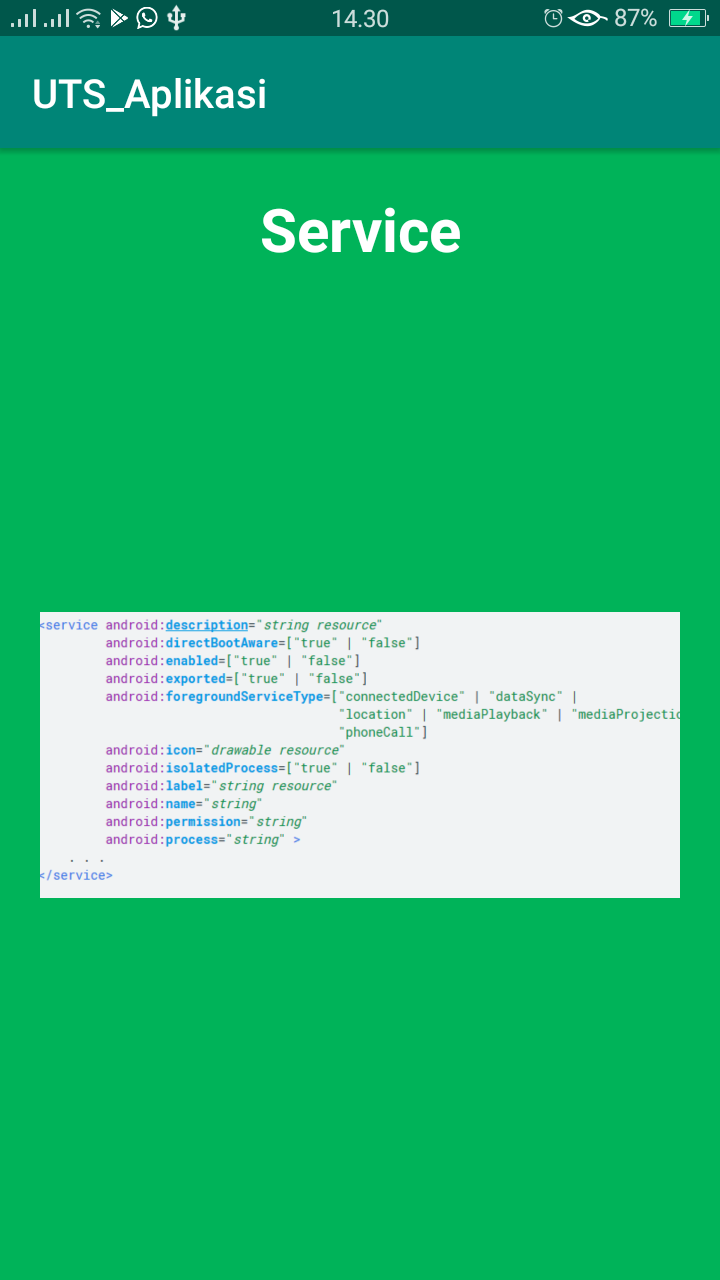 14.30
87%
UTS_Aplikasi
Service
<service android:description="string resource"
android:directBootAware=["true" | "false"]
android:enabled=["true" | "false"]
android:exported=["true" | "false"]
android:foregroundServiceType=["connectedDevice" | "dataSync" |
"location" | "mediaPlayback" | "mediaProjectio
"phoneCall"]
android:icon="drawable resource"
android:isolatedProcess=["true" | "false"]
android:label="string resource"
android:name="string"
android:permission="string"
android:process="string" >
. . .
</service>